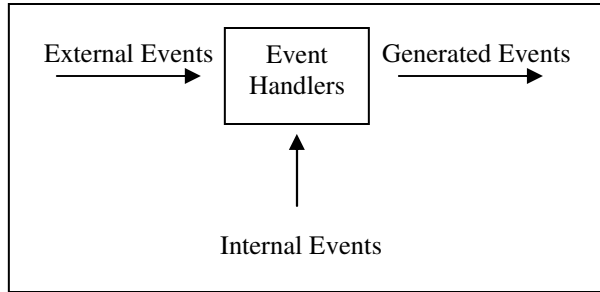 External Events
Event
Handlers
Generated Events
Internal Events